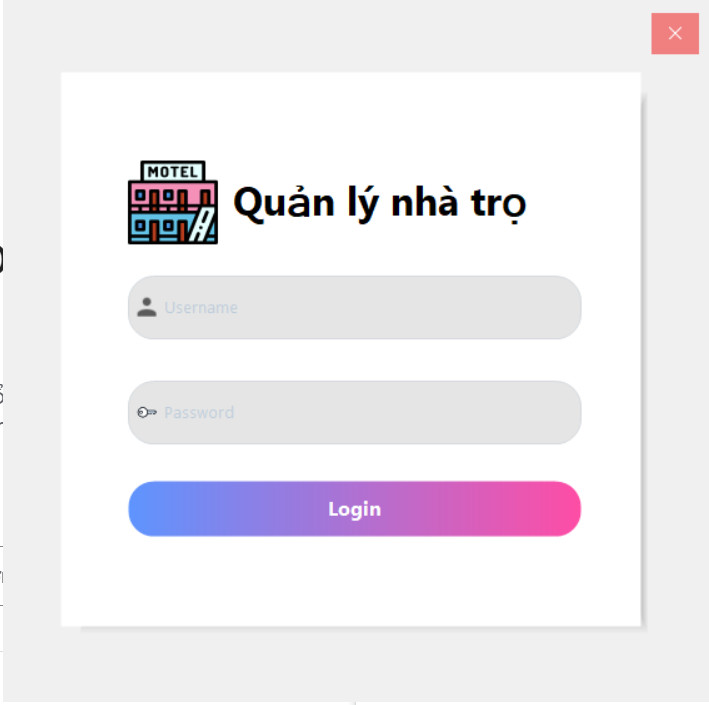 MOTEL
Quản lý nhà trọ
Username
Password
Login